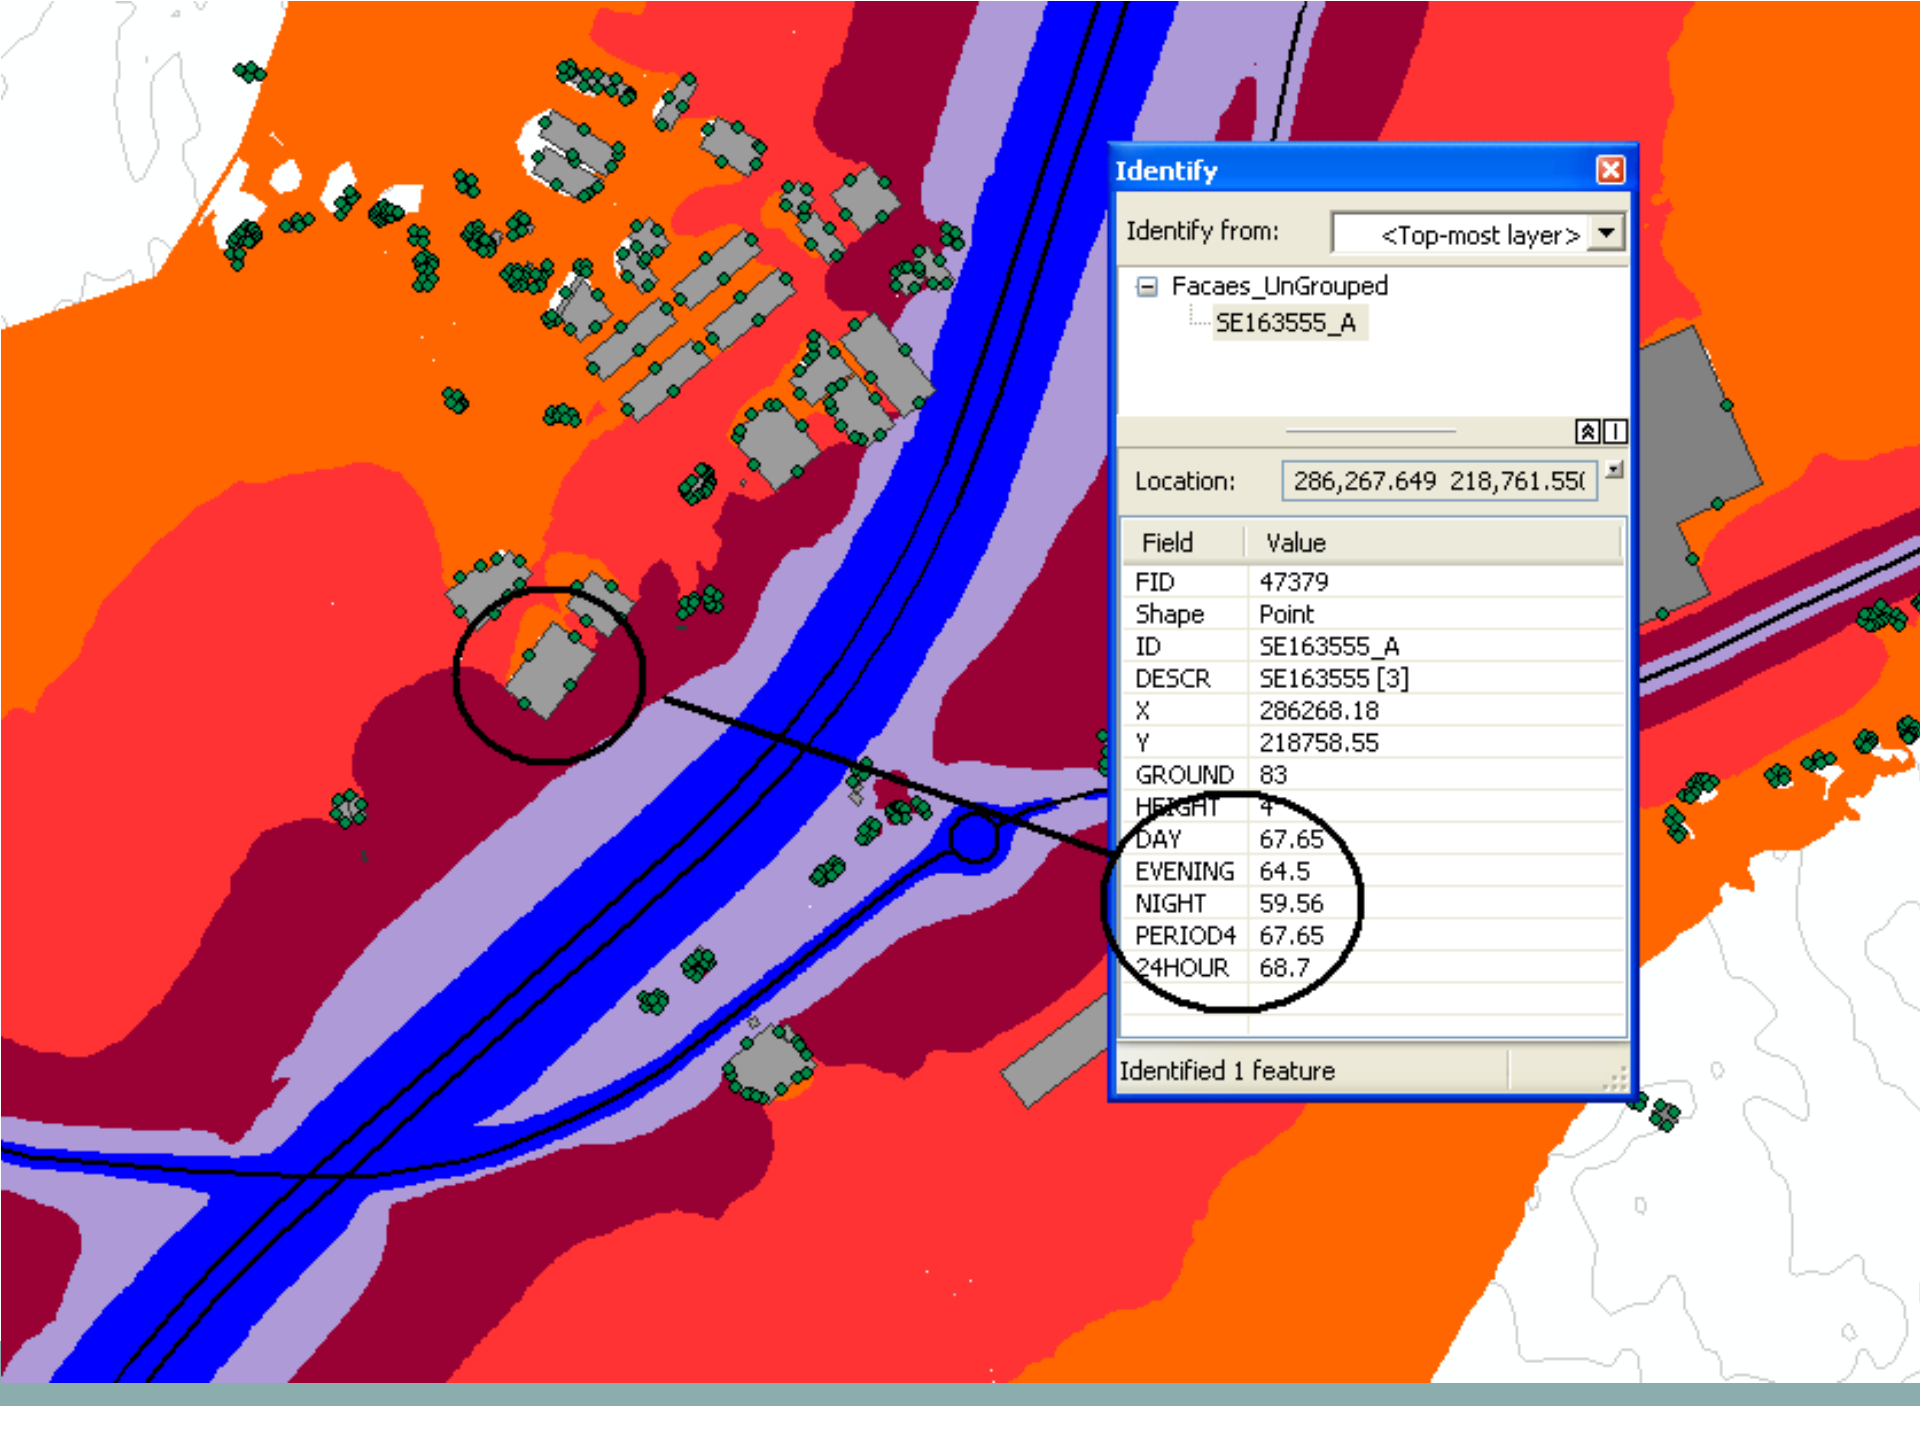 Identify
Identify from: <Top-most layer>
Facaes_UnGrouped
SE163555_A
Location: 286,267.649 218,761.55(
Field Value
FID 47379
Shape Point
ID SE163555_A
DESCR SE163555 [3]
X 286268.18
Y 218758.55
GROUND 83
HEIGHT 4
DAY 67.65
EVENING 64.5
NIGHT 59.56
PERIOD4 67.65
24HOUR 68.7
Identified 1 feature